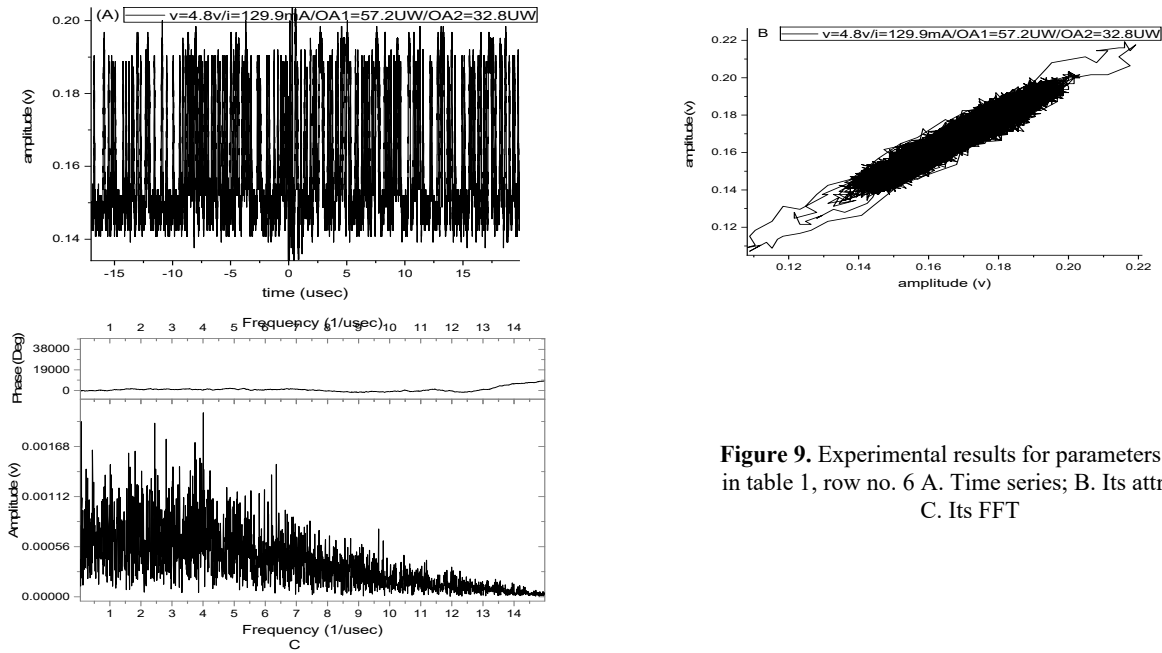 (A) v=4.8v/i=129.9mA/OA1=57.2UW/OA2=32.8UW
0.20
0.18
0.16
0.14
amplitude (v)
-15 -10 -5 0 5 10 15
time (usec)
B v=4.8v/i=129.9mA/OA1=57.2UW/OA2=32.8UW
0.22
0.20
0.18
0.16
0.14
0.12
amplitude (v)
0.12 0.14 0.16 0.18 0.20 0.22
amplitude (v)
Frequency (1/usec)
1 2 3 4 5 6 7 8 9 10 11 12 13 14
38000
19000
0
Phase (Deg)
0.00168
0.00112
0.00056
0.00000
Amplitude (v)
1 2 3 4 5 6 7 8 9 10 11 12 13 14
Frequency (1/usec)
C
Figure 9. Experimental results for parameters
in table 1, row no. 6 A. Time series; B. Its attr
C. Its FFT